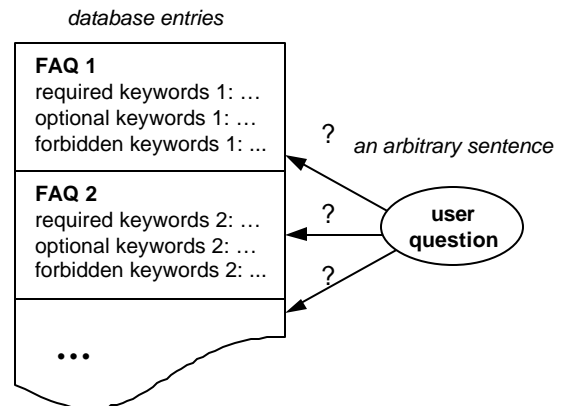 database entries
FAQ 1
required keywords 1: …
optional keywords 1: …
forbidden keywords 1: ...
?
an arbitrary sentence
FAQ 2
required keywords 2: …
optional keywords 2: …
forbidden keywords 2: ...
?
user
question
?
…